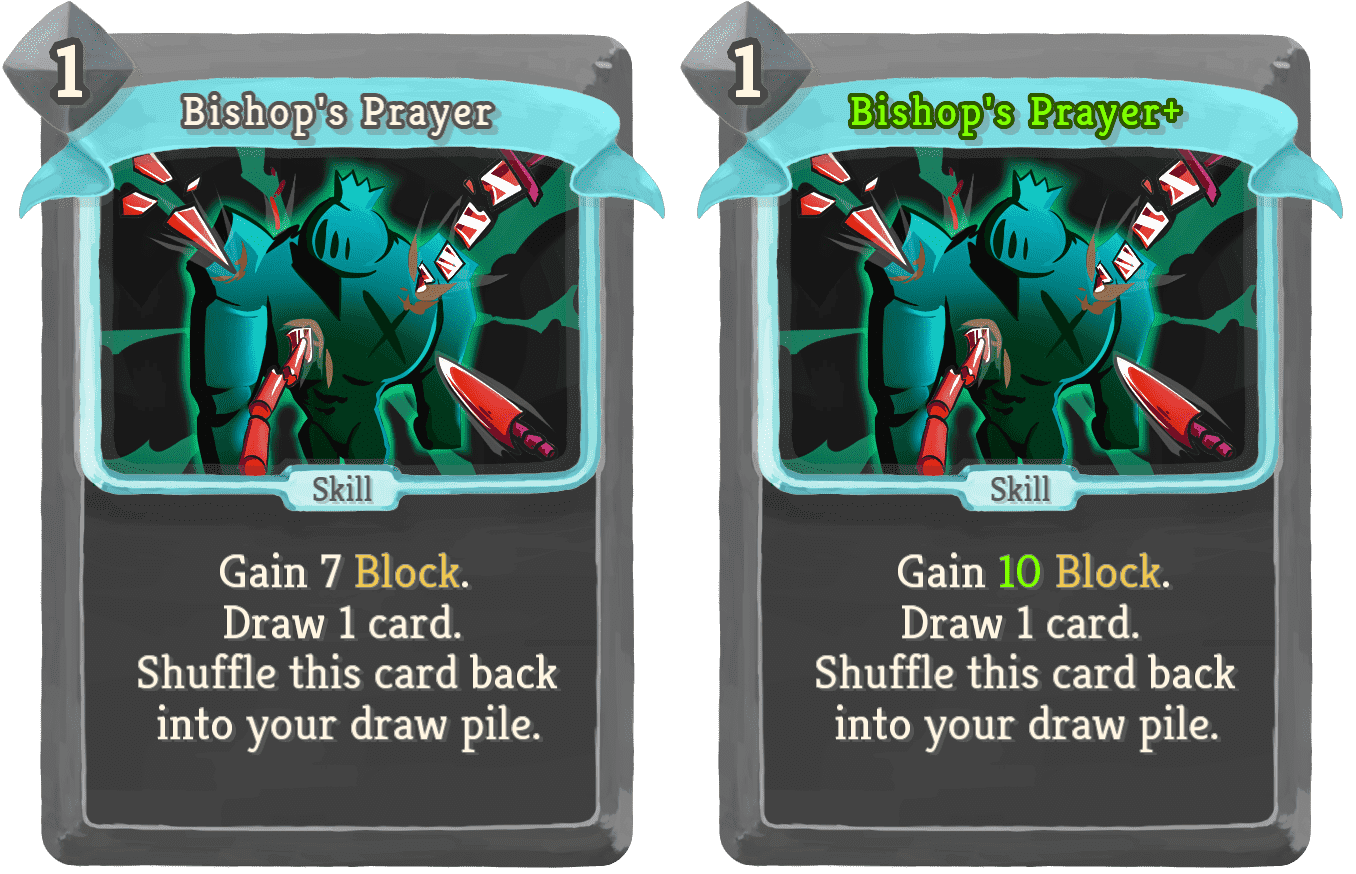 1
Bishop's Prayer
Skill
Gain 7 Block.
Draw 1 card.
Shuffle this card back
into your draw pile.
1
Bishop's Prayer+
Skill
Gain 10 Block.
Draw 1 card.
Shuffle this card back
into your draw pile.